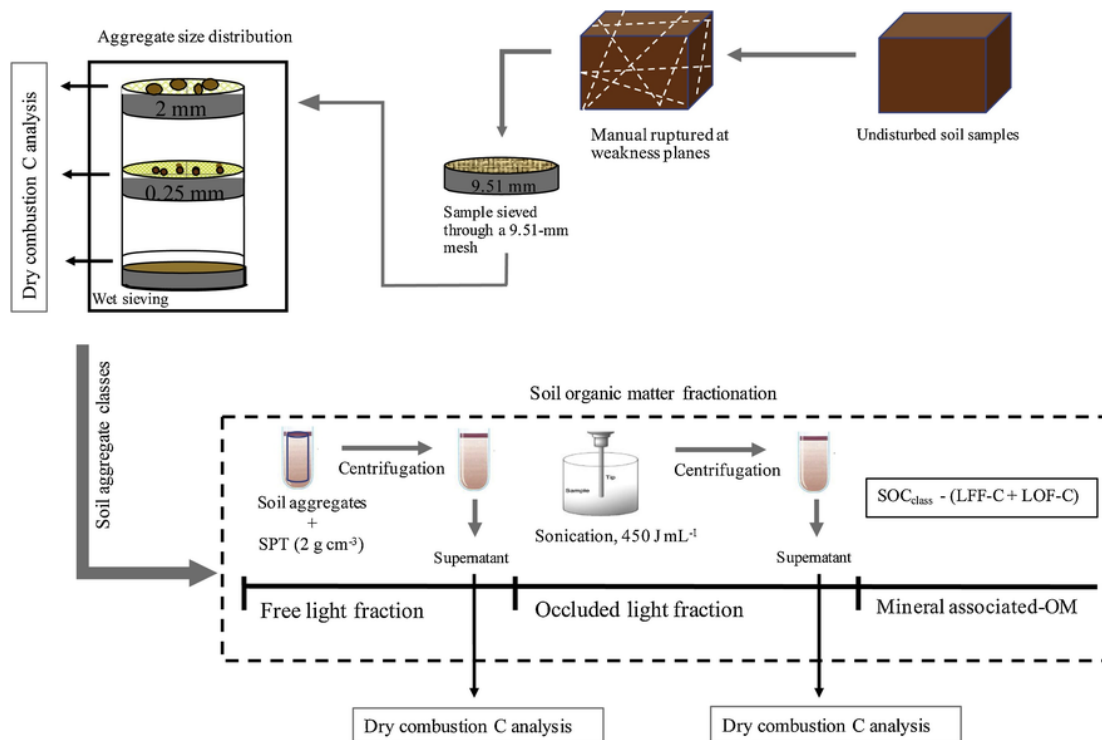 Aggregate size distribution
Dry combustion C analysis
2 mm
0.25 mm
Wet sieving
9.51 mm
Sample sieved
through a 9.51-mm
mesh
Manual ruptured at
weakness planes
Undisturbed soil samples
Soil aggregate classes
Soil organic matter fractionation
Centrifugation
Soil aggregates
+
SPT (2 g cm⁻³)
Supernatant
Sample
Tip
Sonication, 450 J mL⁻¹
Centrifugation
Supernatant
SOCclass - (LFF-C + LOF-C)
Free light fraction
Occluded light fraction
Mineral associated-OM
Dry combustion C analysis
Dry combustion C analysis